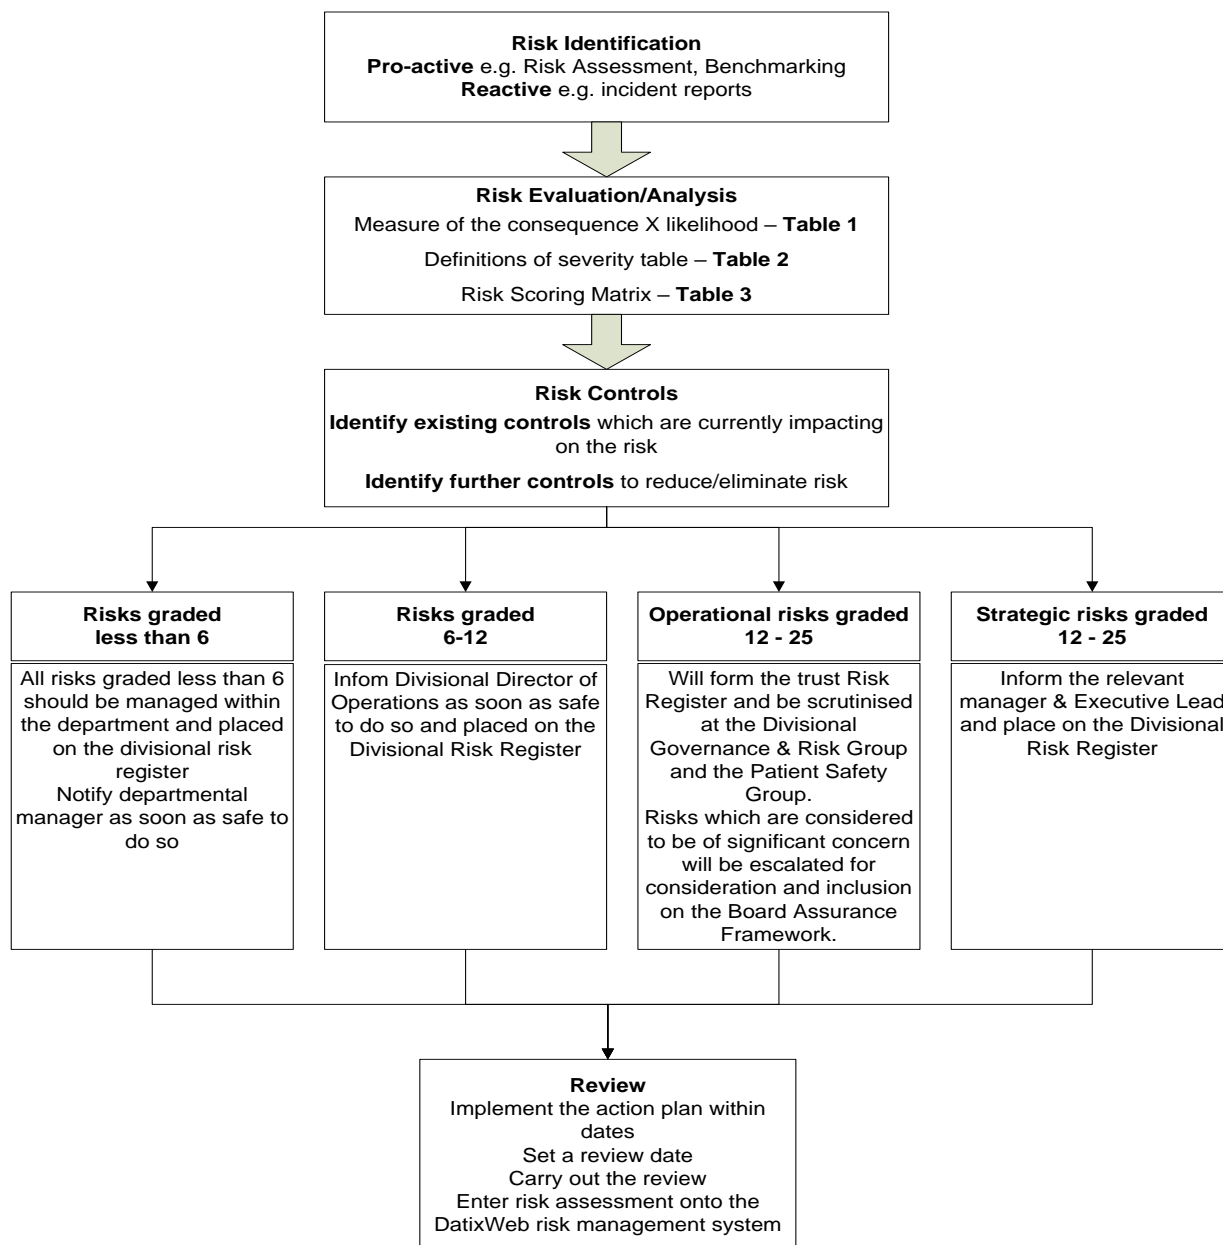 Risk Identification
Pro-active e.g. Risk Assessment, Benchmarking
Reactive e.g. incident reports
Risk Evaluation/Analysis
Measure of the consequence X likelihood – Table 1
Definitions of severity table – Table 2
Risk Scoring Matrix – Table 3
Risk Controls
Identify existing controls which are currently impacting
on the risk
Identify further controls to reduce/eliminate risk
Risks graded
less than 6
All risks graded less than 6
should be managed within
the department and placed
on the divisional risk
register
Notify departmental
manager as soon as safe to
do so
Risks graded
6-12
Infom Divisional Director of
Operations as soon as safe
to do so and placed on the
Divisional Risk Register
Operational risks graded
12 - 25
Will form the trust Risk
Register and be scrutinised
at the Divisional
Governance & Risk Group
and the Patient Safety
Group.
Risks which are considered
to be of significant concern
will be escalated for
consideration and inclusion
on the Board Assurance
Framework.
Strategic risks graded
12 - 25
Inform the relevant
manager & Executive Lead
and place on the Divisional
Risk Register
Review
Implement the action plan within
dates
Set a review date
Carry out the review
Enter risk assessment onto the
DatixWeb risk management system